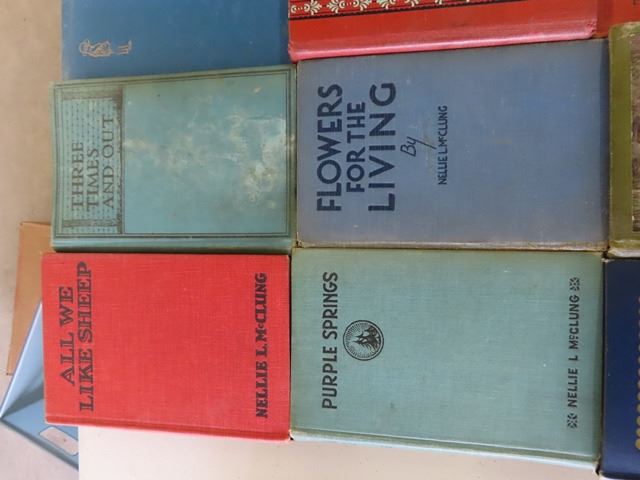 THREE
TIMES
AND OUT
FLOWERS
FOR THE
LIVING
By
NELLIE L. McCLUNG
ALL WE
LIKE SHEEP
NELLIE L. McCLUNG
PURPLE SPRINGS
NELLIE L McCLUNG